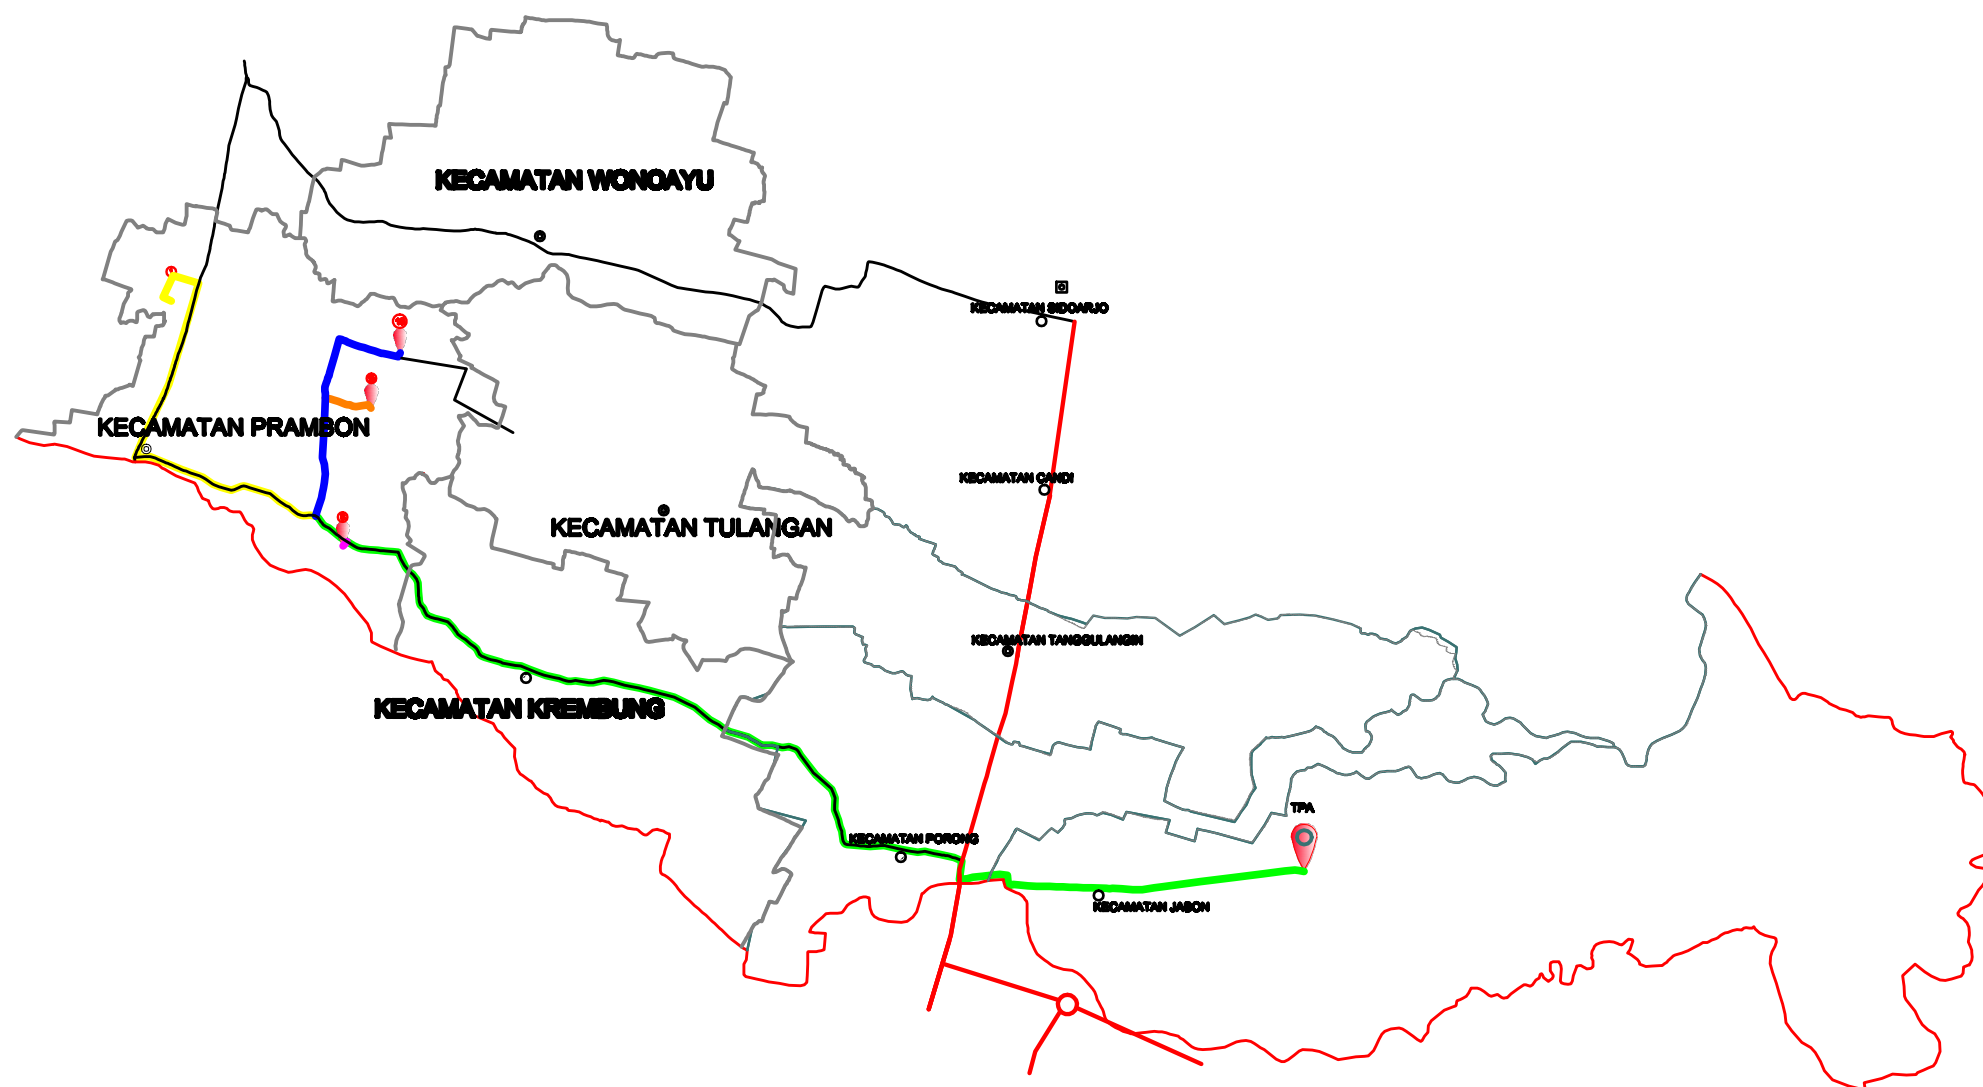 KECAMATAN WONOAYU
KECAMATAN SIDOARJO
KECAMATAN PRAMBON
KECAMATAN CANDI
KECAMATAN TULANGAN
KECAMATAN TANGGULANGIN
KECAMATAN KREMBUNG
TPA
KECAMATAN PORONG
KECAMATAN JABON